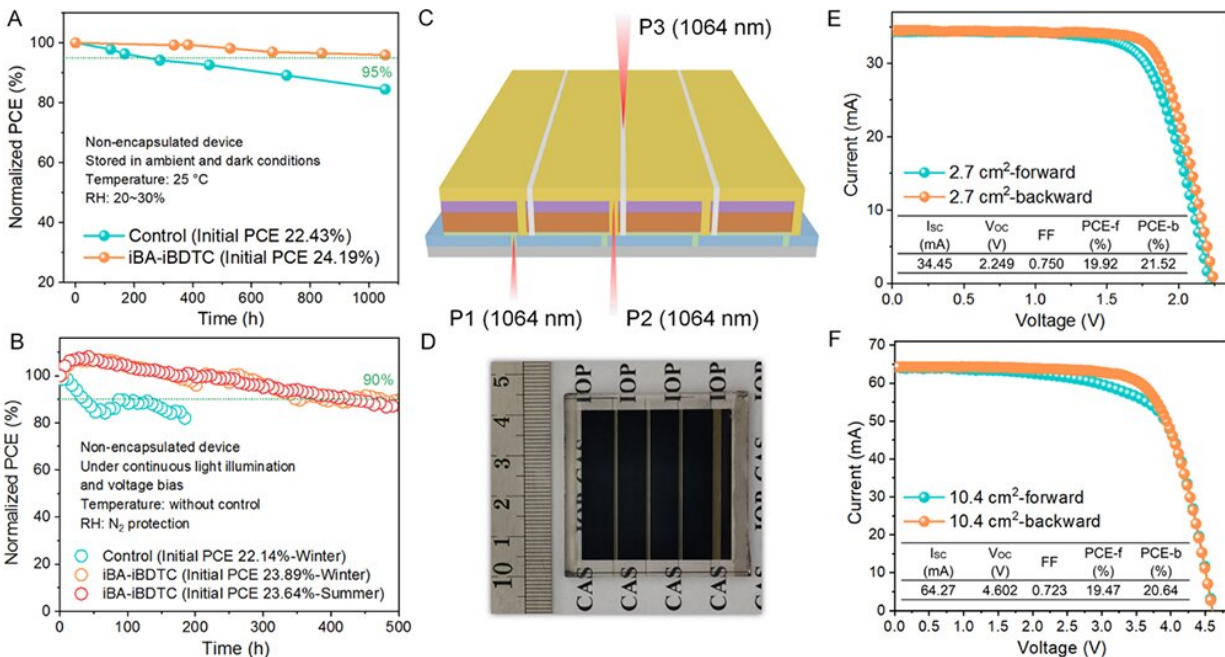 A
Normalized PCE (%)
100
80
60
40
20
95%
Non-encapsulated device
Stored in ambient and dark conditions
Temperature: 25 °C
RH: 20~30%
Control (Initial PCE 22.43%)
iBA-iBDTC (Initial PCE 24.19%)
0 200 400 600 800 1000
Time (h)
B
Normalized PCE (%)
120
100
80
60
40
20
0
90%
Non-encapsulated device
Under continuous light illumination
and voltage bias
Temperature: without control
RH: N₂ protection
Control (Initial PCE 22.14%-Winter)
iBA-iBDTC (Initial PCE 23.89%-Winter)
iBA-iBDTC (Initial PCE 23.64%-Summer)
0 100 200 300 400 500
Time (h)
C
P3 (1064 nm)
P1 (1064 nm)
P2 (1064 nm)
D
5
4
3
2
1
10
IOP
CAS
IOP
CAS
IOP
CAS
IOP CAS
CAS
E
Current (mA)
30
20
10
0
2.7 cm²-forward
2.7 cm²-backward
Isc Voc FF PCE-f PCE-b
(mA) (V) (%) (%)
34.45 2.249 0.750 19.92 21.52
0.0 0.5 1.0 1.5 2.0
Voltage (V)
F
Current (mA)
70
60
50
40
30
20
10
0
10.4 cm²-forward
10.4 cm²-backward
Isc Voc FF PCE-f PCE-b
(mA) (V) (%) (%)
64.27 4.602 0.723 19.47 20.64
0.0 0.5 1.0 1.5 2.0 2.5 3.0 3.5 4.0 4.5
Voltage (V)